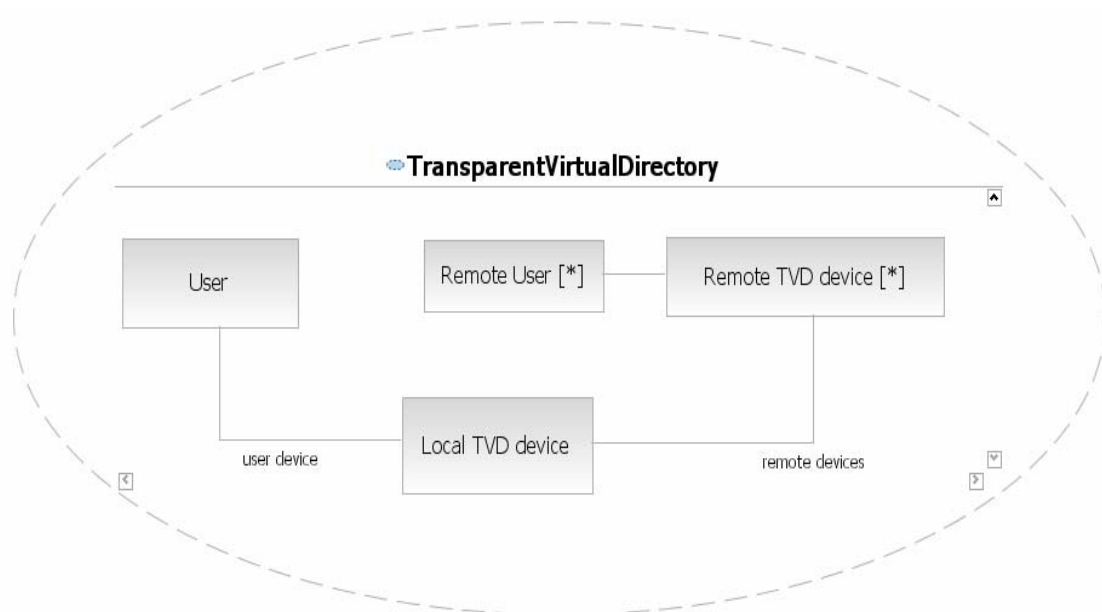 TransparentVirtualDirectory
User
Remote User [*]
Remote TVD device [*]
Local TVD device
user device
remote devices